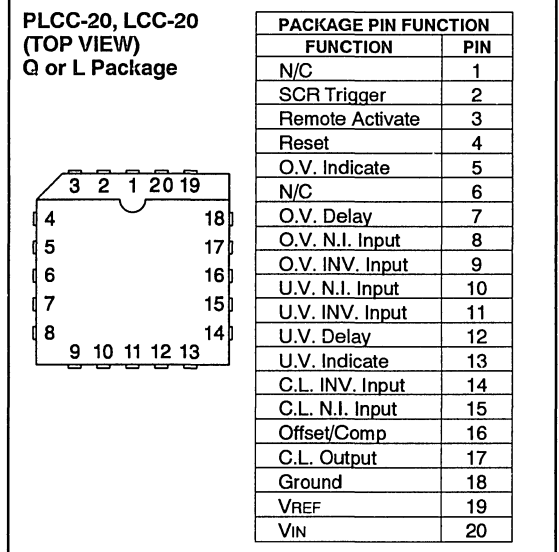 PLCC-20, LCC-20
(TOP VIEW)
Q or L Package
3 2 1 20 19
4 18
5 17
6 16
7 15
8 14
9 10 11 12 13
PACKAGE PIN FUNCTION
FUNCTION PIN
N/C 1
SCR Trigger 2
Remote Activate 3
Reset 4
O.V. Indicate 5
N/C 6
O.V. Delay 7
O.V. N.I. Input 8
O.V. INV. Input 9
U.V. N.I. Input 10
U.V. INV. Input 11
U.V. Delay 12
U.V. Indicate 13
C.L. INV. Input 14
C.L. N.I. Input 15
Offset/Comp 16
C.L. Output 17
Ground 18
VREF 19
VIN 20